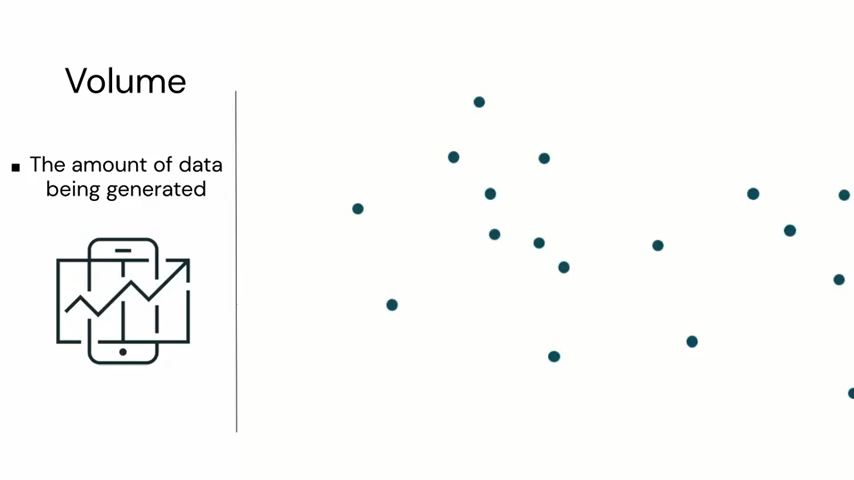 Volume
▪ The amount of data
being generated